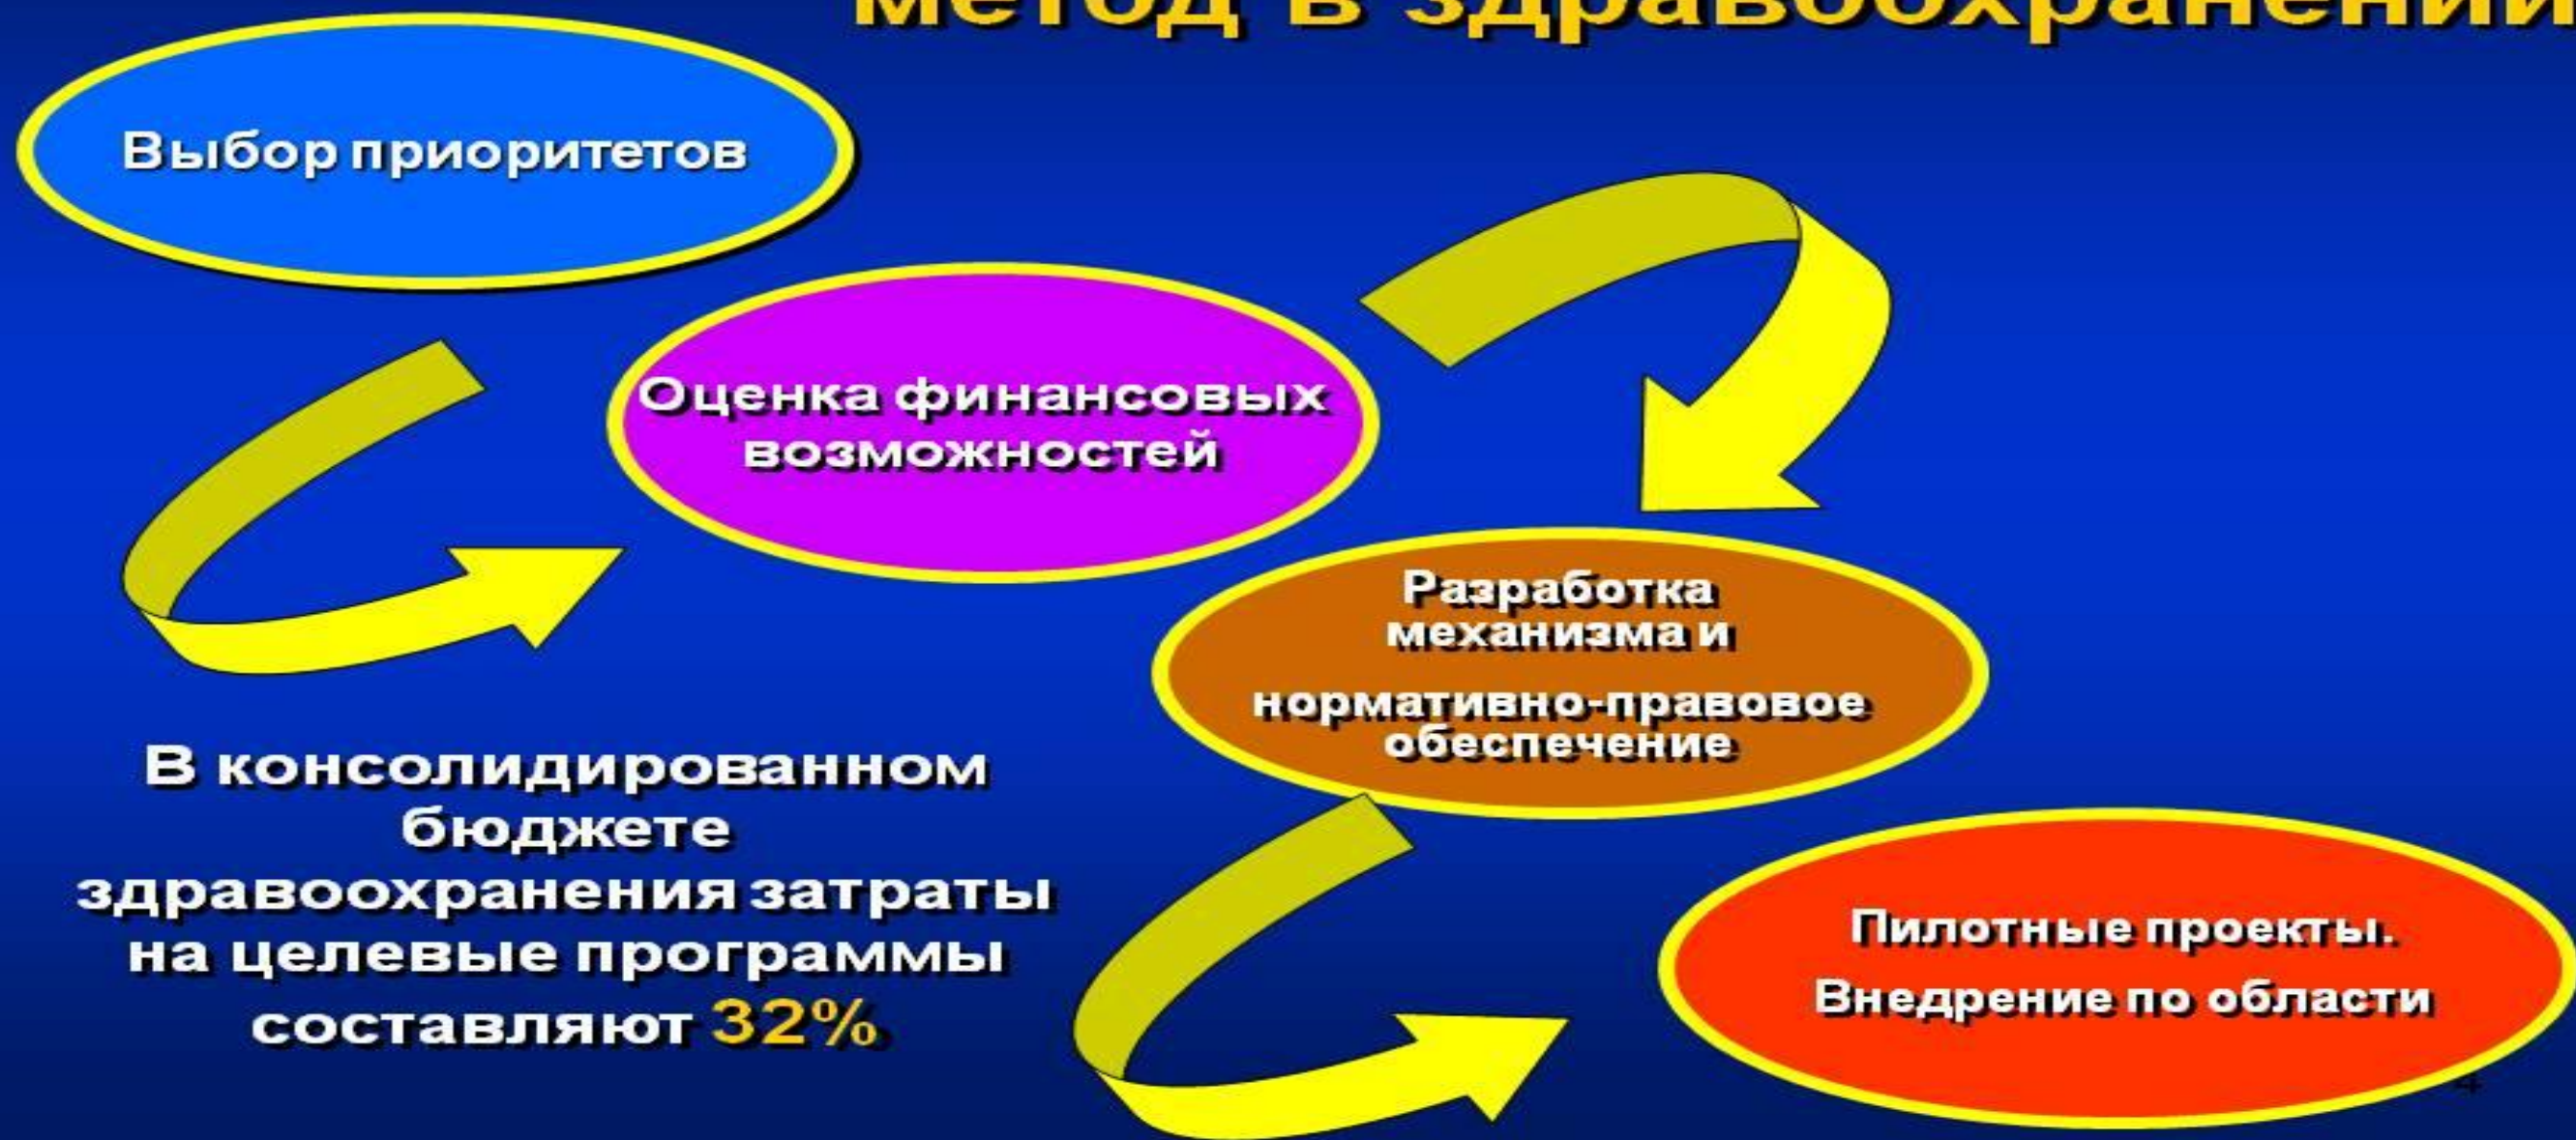 метод в здравоохранении
Выбор приоритетов
Оценка финансовых
возможностей
Разработка
механизма и
нормативно-правовое
обеспечение
В консолидированном
бюджете
здравоохранения затраты
на целевые программы
составляют 32%
Пилотные проекты.
Внедрение по области
4